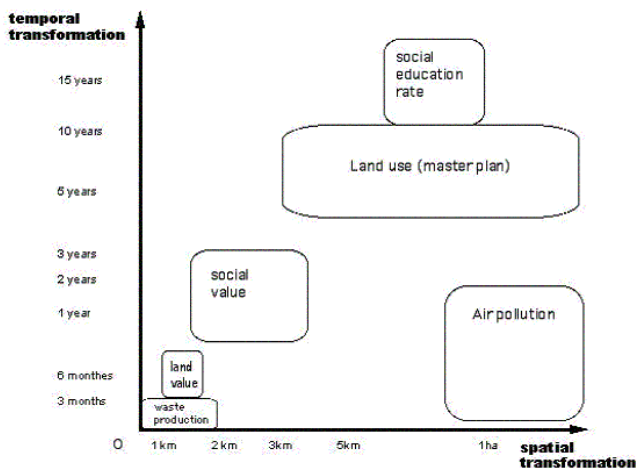 temporal
transformation
social
education
rate
15 years
10 years
Land use (master plan)
5 years
3 years
2 years
social
value
1 year
Air pollution
land
value
6 monthes
3 months
waste
production
O
1 km
2 km
3km
5km
1ha
spatial
transformation